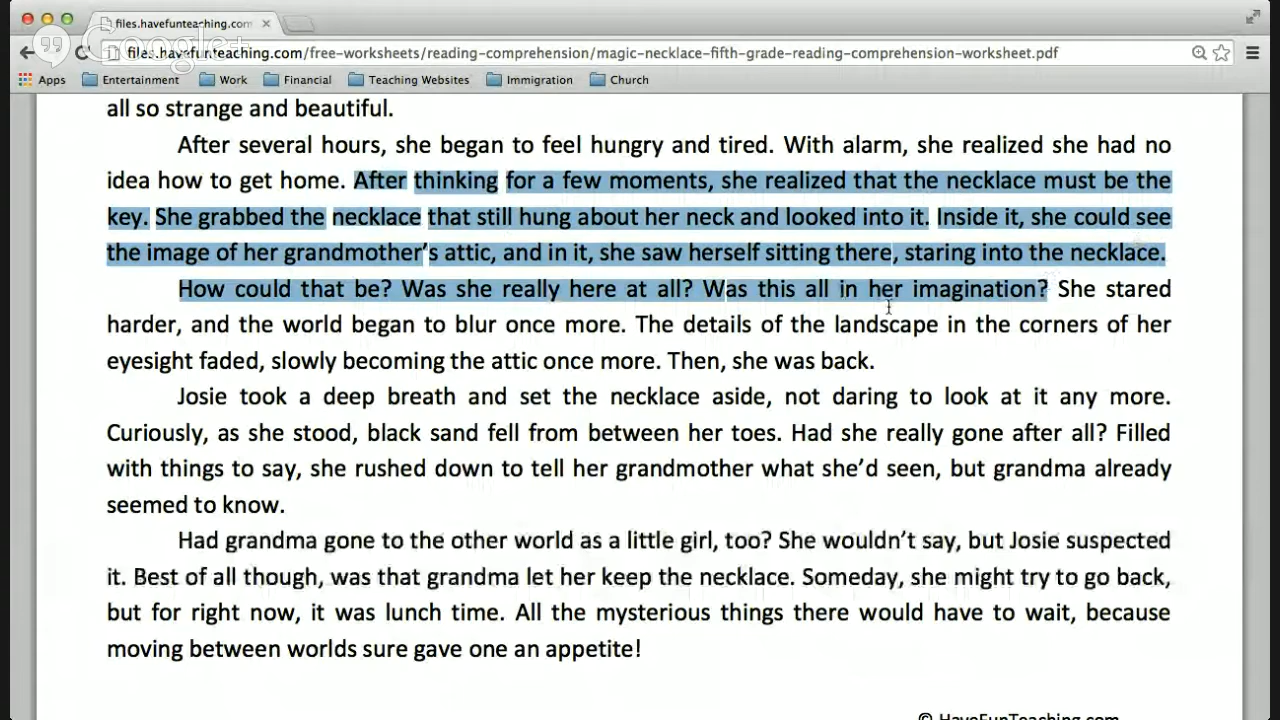 files.havefunteaching.com
Google+
files.havefunteaching.com/free-worksheets/reading-comprehension/magic-necklace-fifth-grade-reading-comprehension-worksheet.pdf
Apps Entertainment Work Financial Teaching Websites Immigration Church
all so strange and beautiful.
After several hours, she began to feel hungry and tired. With alarm, she realized she had no
idea how to get home. After thinking for a few moments, she realized that the necklace must be the
key. She grabbed the necklace that still hung about her neck and looked into it. Inside it, she could see
the image of her grandmother's attic, and in it, she saw herself sitting there, staring into the necklace.
How could that be? Was she really here at all? Was this all in her imagination? She stared
harder, and the world began to blur once more. The details of the landscape in the corners of her
eyesight faded, slowly becoming the attic once more. Then, she was back.
Josie took a deep breath and set the necklace aside, not daring to look at it any more.
Curiously, as she stood, black sand fell from between her toes. Had she really gone after all? Filled
with things to say, she rushed down to tell her grandmother what she'd seen, but grandma already
seemed to know.
Had grandma gone to the other world as a little girl, too? She wouldn't say, but Josie suspected
it. Best of all though, was that grandma let her keep the necklace. Someday, she might try to go back,
but for right now, it was lunch time. All the mysterious things there would have to wait, because
moving between worlds sure gave one an appetite!
© HaveFunTeaching.com